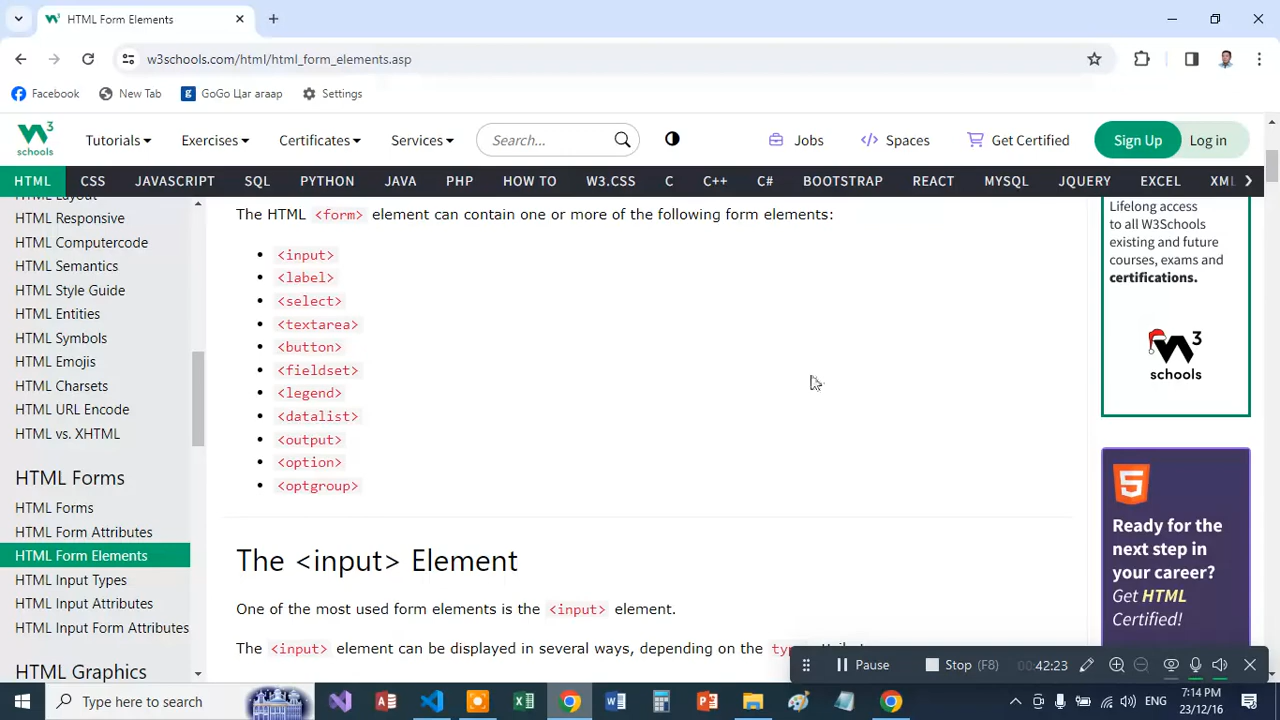 HTML Form Elements
w3schools.com/html/html_form_elements.asp
Facebook New Tab g GoGo Цаг агаар Settings
W3 schools Tutorials Exercises Certificates Services Search... Jobs Spaces Get Certified Sign Up Log in
HTML CSS JAVASCRIPT SQL PYTHON JAVA PHP HOW TO W3.CSS C C++ C# BOOTSTRAP REACT MYSQL JQUERY EXCEL XML
HTML Layout
HTML Responsive
HTML Computercode
HTML Semantics
HTML Style Guide
HTML Entities
HTML Symbols
HTML Emojis
HTML Charsets
HTML URL Encode
HTML vs. XHTML
HTML Forms
HTML Forms
HTML Form Attributes
HTML Form Elements
HTML Input Types
HTML Input Attributes
HTML Input Form Attributes
HTML Graphics
The HTML <form> element can contain one or more of the following form elements:
<input>
<label>
<select>
<textarea>
<button>
<fieldset>
<legend>
<datalist>
<output>
<option>
<optgroup>
The <input> Element
One of the most used form elements is the <input> element.
The <input> element can be displayed in several ways, depending on the
Lifelong access
to all W3Schools
existing and future
courses, exams and
certifications.
W3
schools
5
Ready for the
next step in
your career?
Get HTML
Certified!
Pause Stop (F8) 00:42:23
Type here to search
ENG
7:14 PM
23/12/16